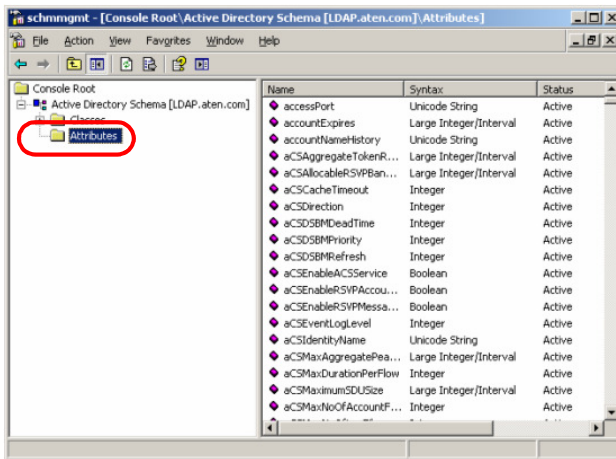 schmmgmt - [Console Root\Active Directory Schema [LDAP.aten.com]\Attributes]
File Action View Favorites Window Help
Console Root
Active Directory Schema [LDAP.aten.com]
Classes
Attributes
Name Syntax Status
accessPort Unicode String Active
accountExpires Large Integer/Interval Active
accountNameHistory Unicode String Active
aCSAggregateTokenR... Large Integer/Interval Active
aCSAllocableRSVPBan... Large Integer/Interval Active
aCSCacheTimeout Integer Active
aCSDirection Integer Active
aCSDSBMDeadTime Integer Active
aCSDSBMPriority Integer Active
aCSDSBMRefresh Integer Active
aCSEnableACSService Boolean Active
aCSEnableRSVPAccou... Boolean Active
aCSEnableRSVPMessa... Boolean Active
aCSEventLogLevel Integer Active
aCSIdentityName Unicode String Active
aCSMaxAggregatePea... Large Integer/Interval Active
aCSMaxDurationPerFlow Integer Active
aCSMaximumSDUSize Large Integer/Interval Active
aCSMaxNoOfAccountF... Integer Active